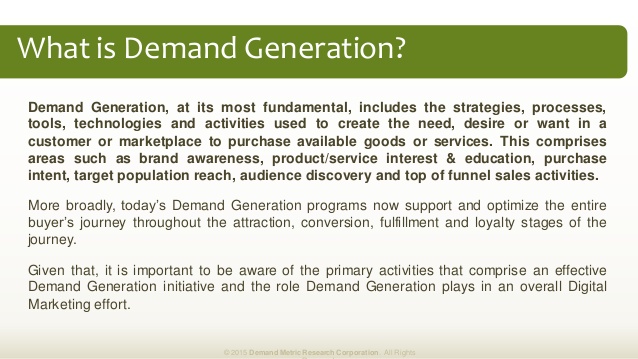 What is Demand Generation?
Demand Generation, at its most fundamental, includes the strategies, processes,
tools, technologies and activities used to create the need, desire or want in a
customer or marketplace to purchase available goods or services. This comprises
areas such as brand awareness, product/service interest & education, purchase
intent, target population reach, audience discovery and top of funnel sales activities.
More broadly, today's Demand Generation programs now support and optimize the entire
buyer's journey throughout the attraction, conversion, fulfillment and loyalty stages of the
journey.
Given that, it is important to be aware of the primary activities that comprise an effective
Demand Generation initiative and the role Demand Generation plays in an overall Digital
Marketing effort.
© 2015 Demand Metric Research Corporation. All Rights